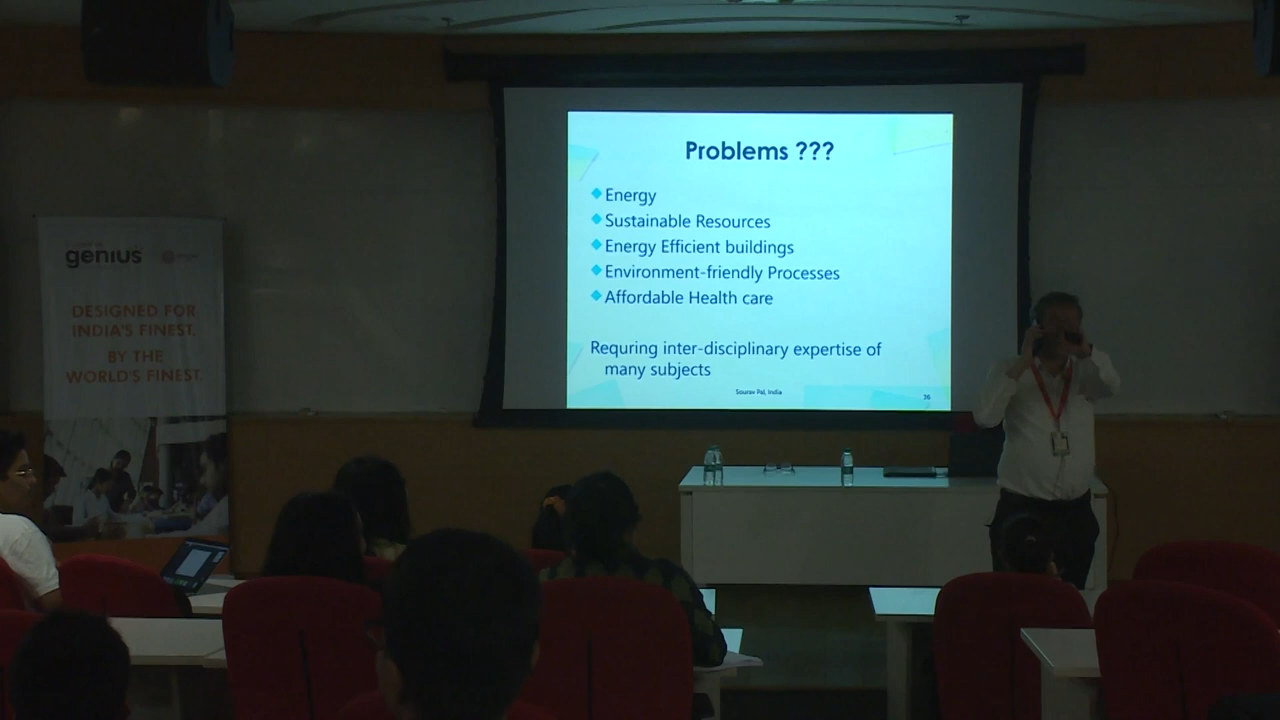 genius
DESIGNED FOR
INDIA'S FINEST.
BY THE
WORLD'S FINEST.
Problems ???
Energy
Sustainable Resources
Energy Efficient buildings
Environment-friendly Processes
Affordable Health care
Requring inter-disciplinary expertise of
many subjects
Sourav Pal, India
36